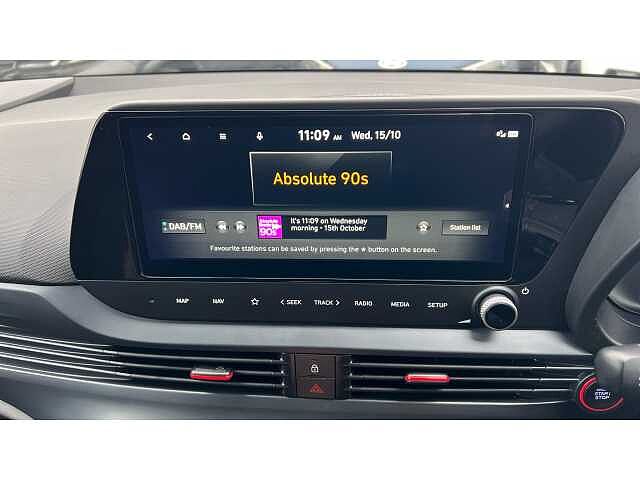 11:09 AM Wed, 15/10
Absolute 90s
DAB/FM
Absolute
90s
It's 11:09 on Wednesday
morning - 15th October
Station list
Favourite stations can be saved by pressing the ★ button on the screen.
MAP NAV SEEK TRACK RADIO MEDIA SETUP
START
STOP